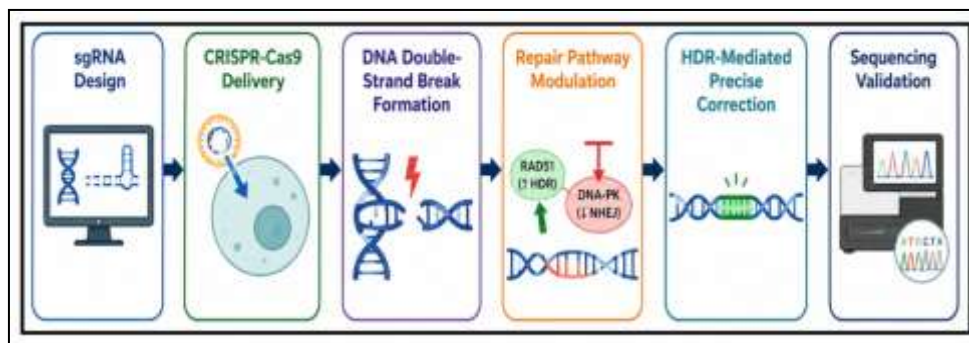 sgRNA
Design
CRISPR-Cas9
Delivery
DNA Double-
Strand Break
Formation
Repair Pathway
Modulation
RAD51
(↑ HDR)
DNA-PK
(↓ NHEJ)
HDR-Mediated
Precise
Correction
Sequencing
Validation